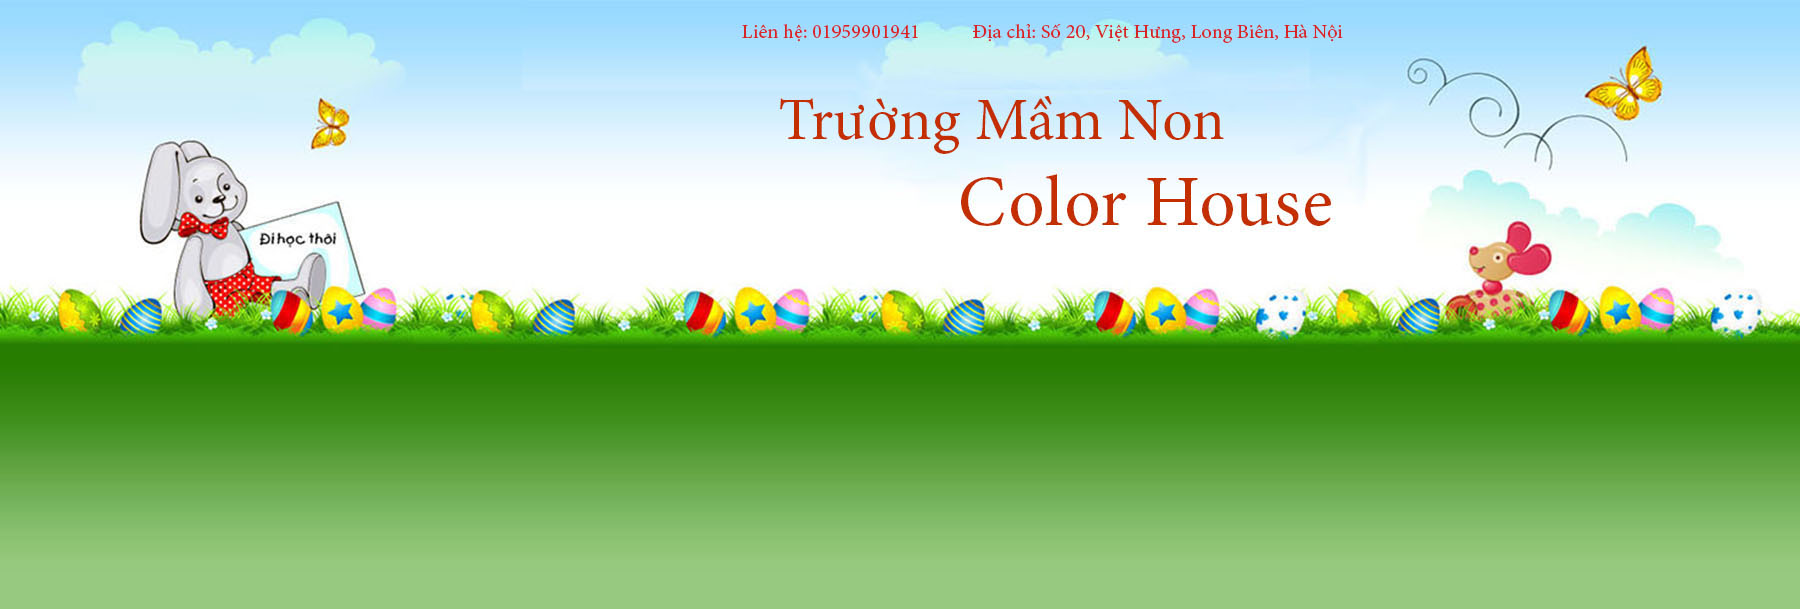 Liên hệ: 01959901941 Địa chỉ: Số 20, Việt Hưng, Long Biên, Hà Nội
Trường Mầm Non
Color House
Đi học thôi